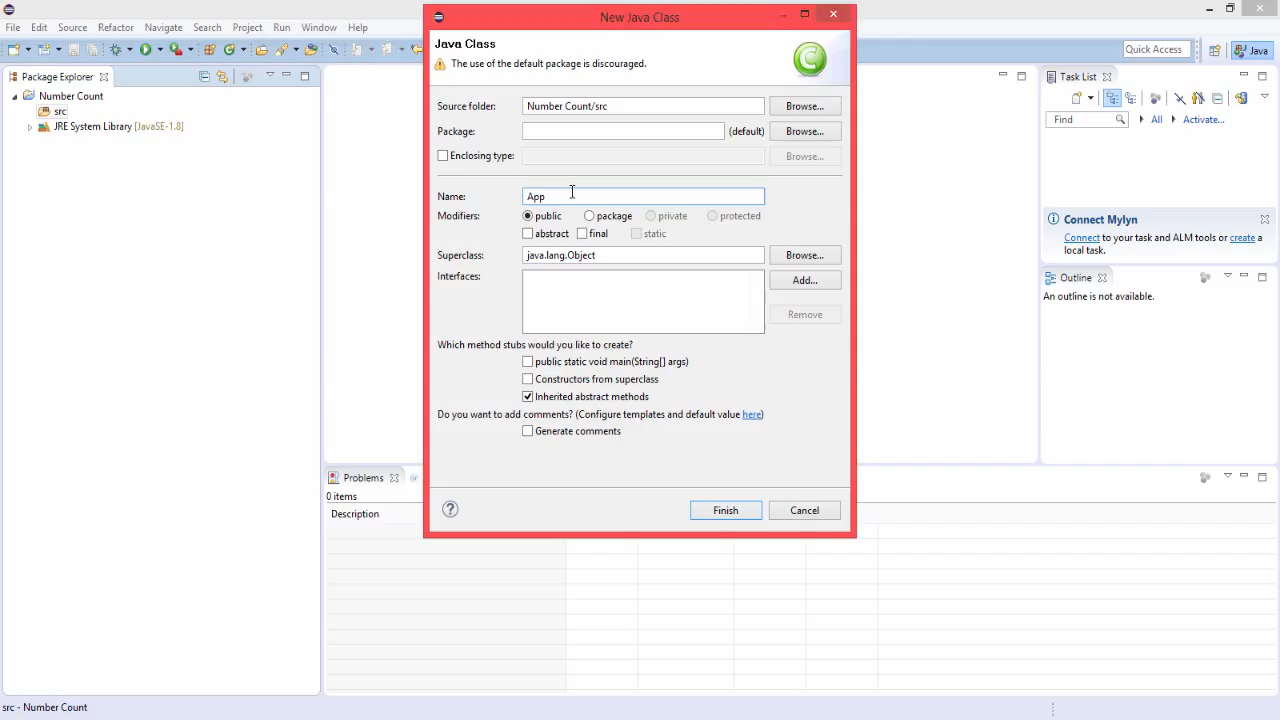 New Java Class
File Edit Source Refactor Navigate Search Project Run Window Help
Quick Access
Java
Java Class
The use of the default package is discouraged.
Package Explorer
Number Count
src
JRE System Library [JavaSE-1.8]
Source folder: Number Count/src Browse...
Package: (default) Browse...
Enclosing type: Browse...
Name: App
Modifiers: public package private protected
abstract final static
Superclass: java.lang.Object Browse...
Interfaces: Add...
Remove
Which method stubs would you like to create?
public static void main(String[] args)
Constructors from superclass
Inherited abstract methods
Do you want to add comments? (Configure templates and default value here)
Generate comments
Finish Cancel
Task List
Find All Activate...
Connect Mylyn
Connect to your task and ALM tools or create a
local task.
Outline
An outline is not available.
Problems
0 items
Description
src - Number Count